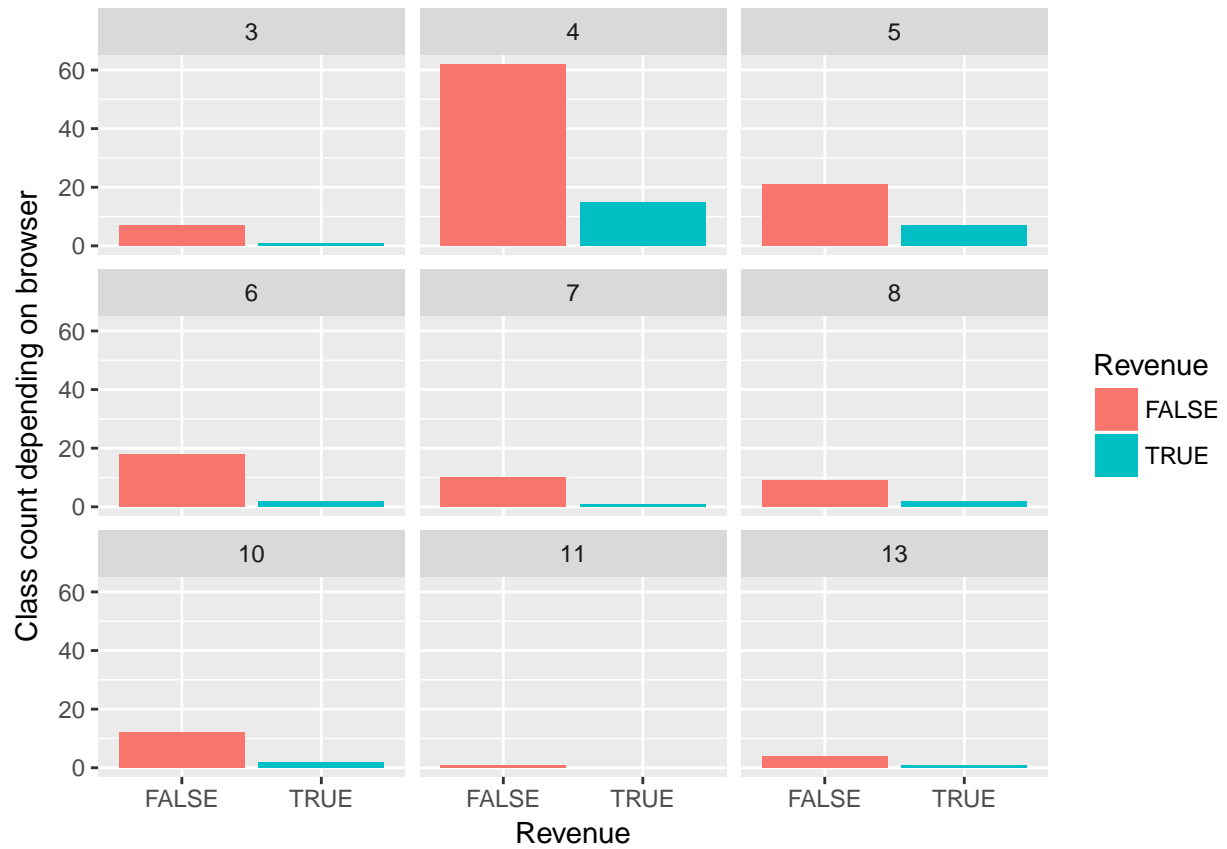 3 4 5
60
40
20
0
6 7 8
60
40
20
0
10 11 13
60
40
20
0
FALSE TRUE FALSE TRUE FALSE TRUE
Revenue
Class count depending on browser
Revenue
FALSE
TRUE